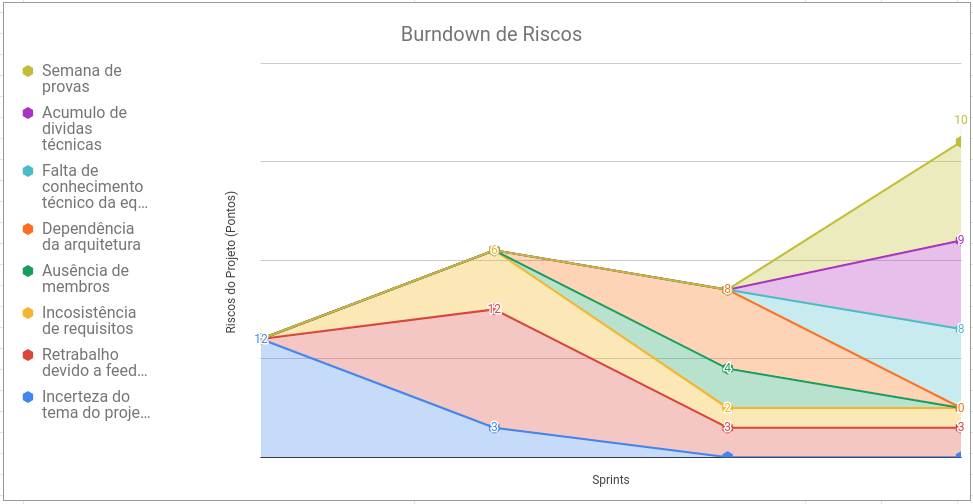 Burndown de Riscos
Semana de
provas
Acumulo de
dividas
técnicas
Falta de
conhecimento
técnico da eq...
Dependência
da arquitetura
Ausência de
membros
Incosistência
de requisitos
Retrabalho
devido a feed...
Incerteza do
tema do proje...
Riscos do Projeto (Pontos)
10
9
6
8
12
12
8
4
2
0
3
3
3
Sprints